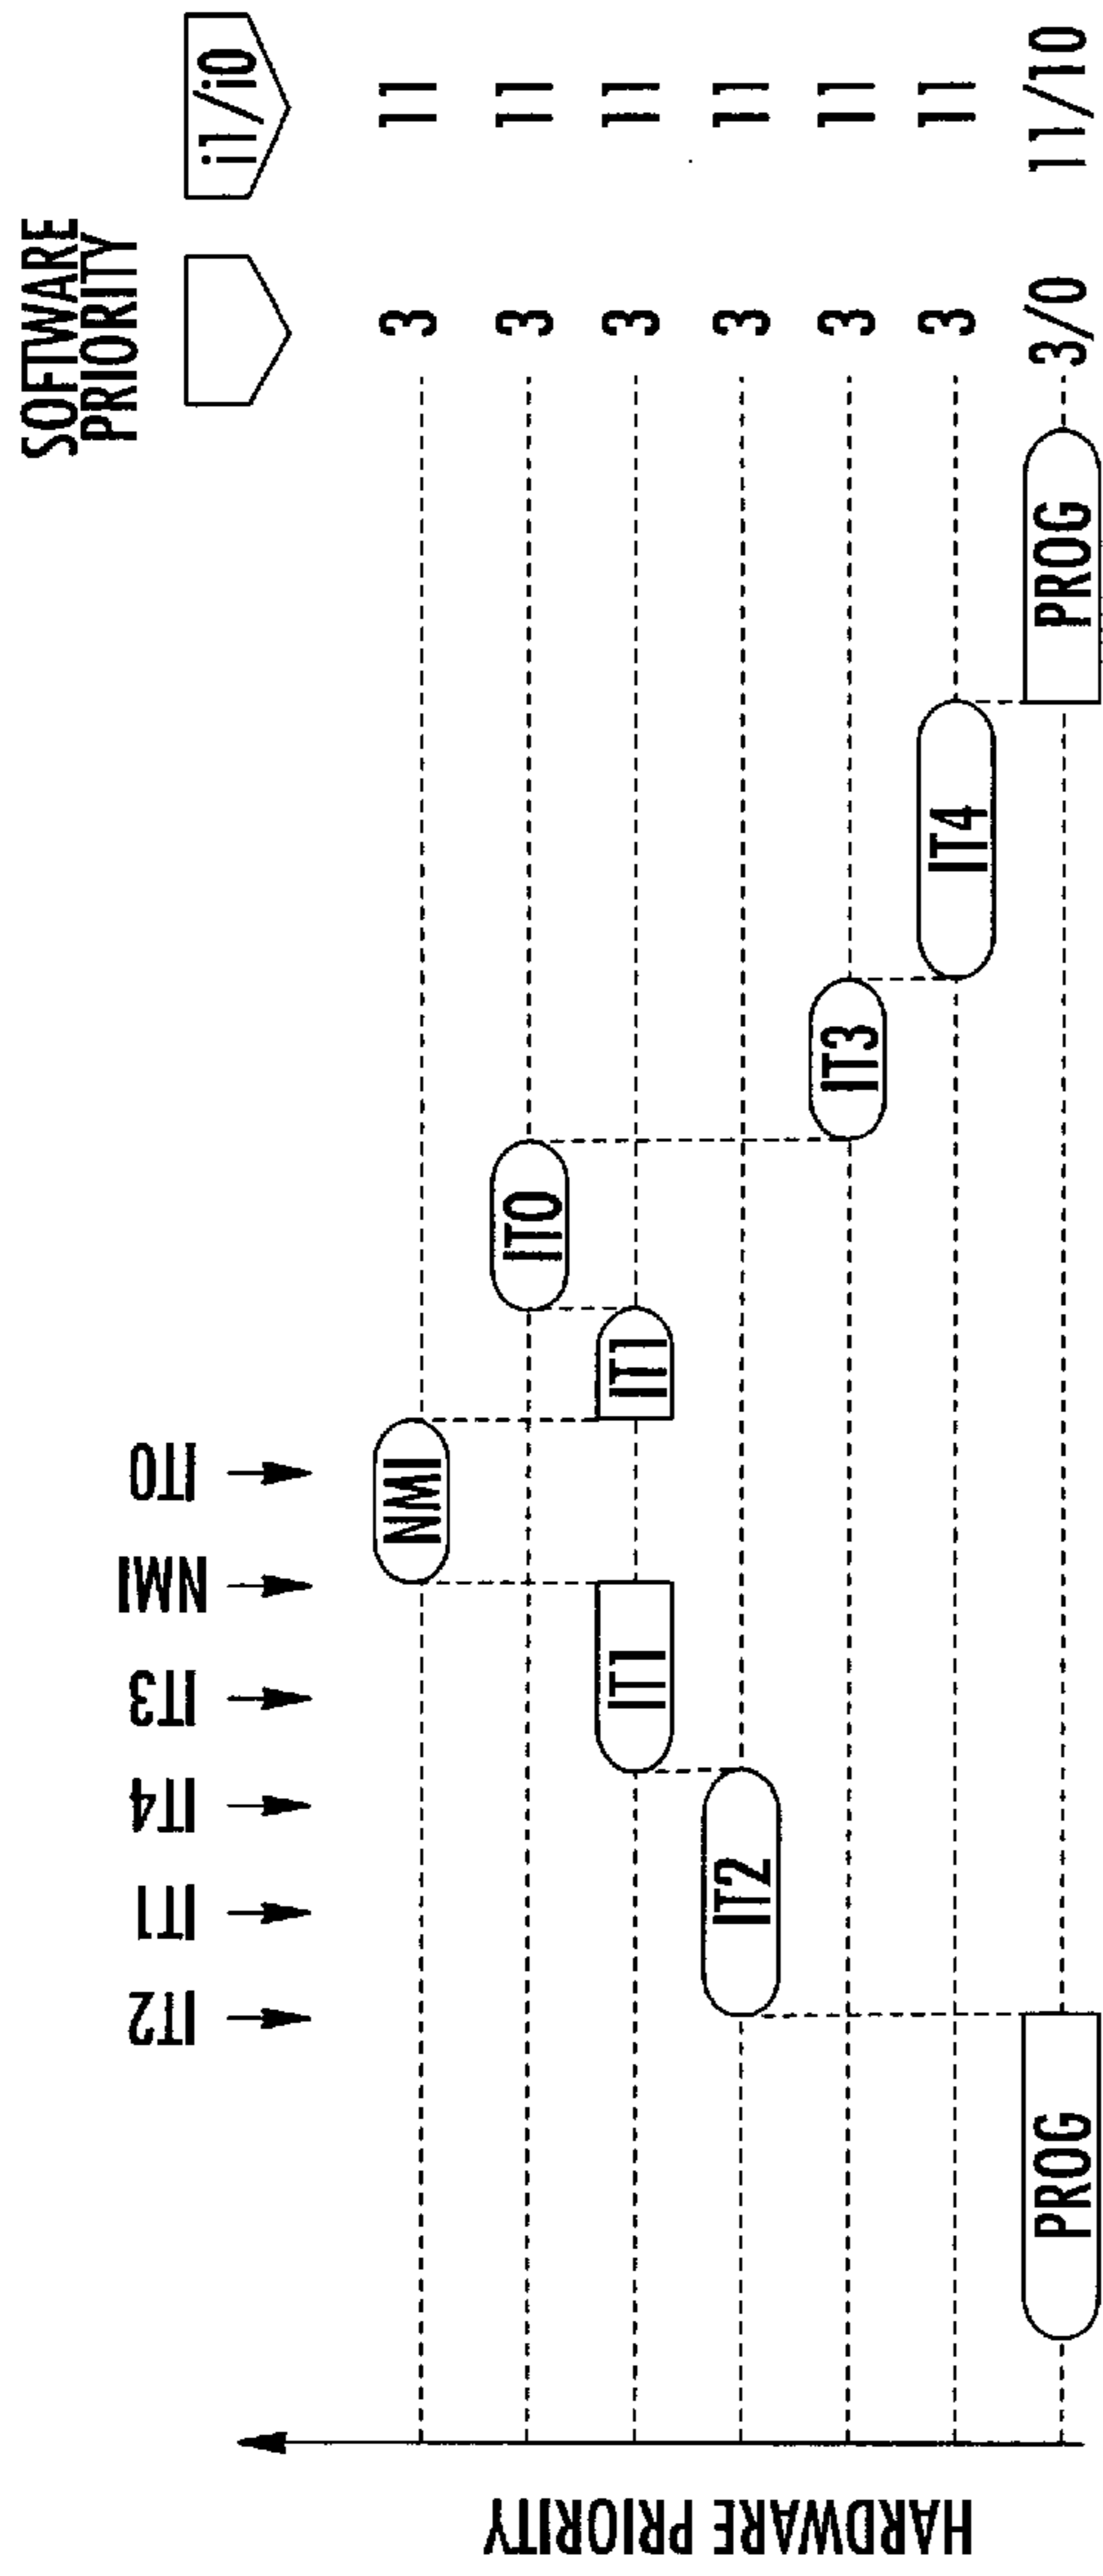 SOFTWARE
PRIORITY
IT2
IT1
IT4
IT3
NMI
IT0
i1/i0
NMI
3
11
IT0
3
11
IT1
IT1
3
11
IT2
3
11
IT3
3
11
IT4
3
11
PROG
PROG
3/0
11/10
HARDWARE PRIORITY